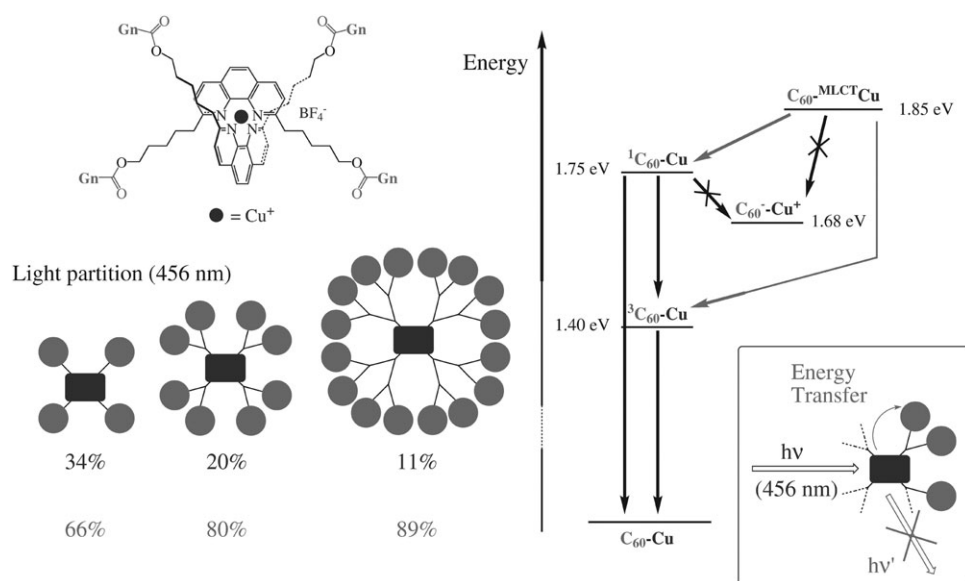 Gn O
O
O Gn
O
N N
N N
BF₄⁻
O
Gn O
O
O Gn
= Cu⁺
Light partition (456 nm)
34% 20% 11%
66% 80% 89%
Energy
C₆₀-ᴹᴸᶜᵀCu
1.85 eV
1.75 eV
¹C₆₀-Cu
C₆₀⁻-Cu⁺
1.68 eV
1.40 eV
³C₆₀-Cu
C₆₀-Cu
Energy
Transfer
hν
(456 nm)
hν'